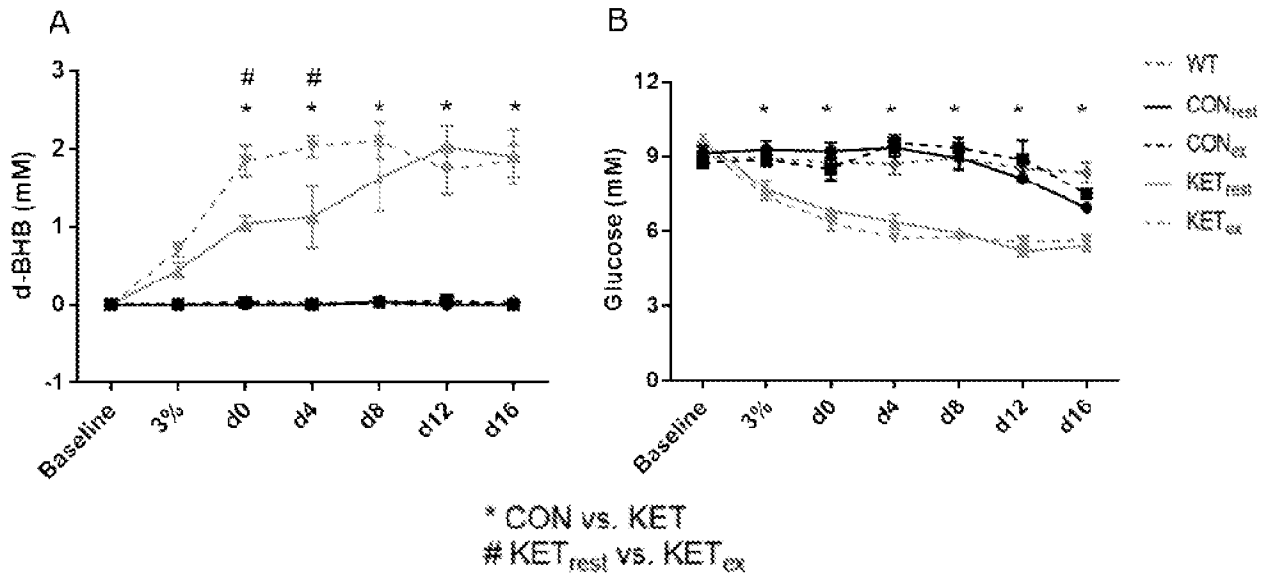 A
B
# #
* * * * *
* * * * * *
3
2
1
0
-1
d-BHB (mM)
Baseline
3%
d0
d4
d8
d12
d16
12
9
6
3
0
Glucose (mM)
Baseline
3%
d0
d4
d8
d12
d16
WT
CONrest
CONex
KETrest
KETex
* CON vs. KET
# KETrest vs. KETex